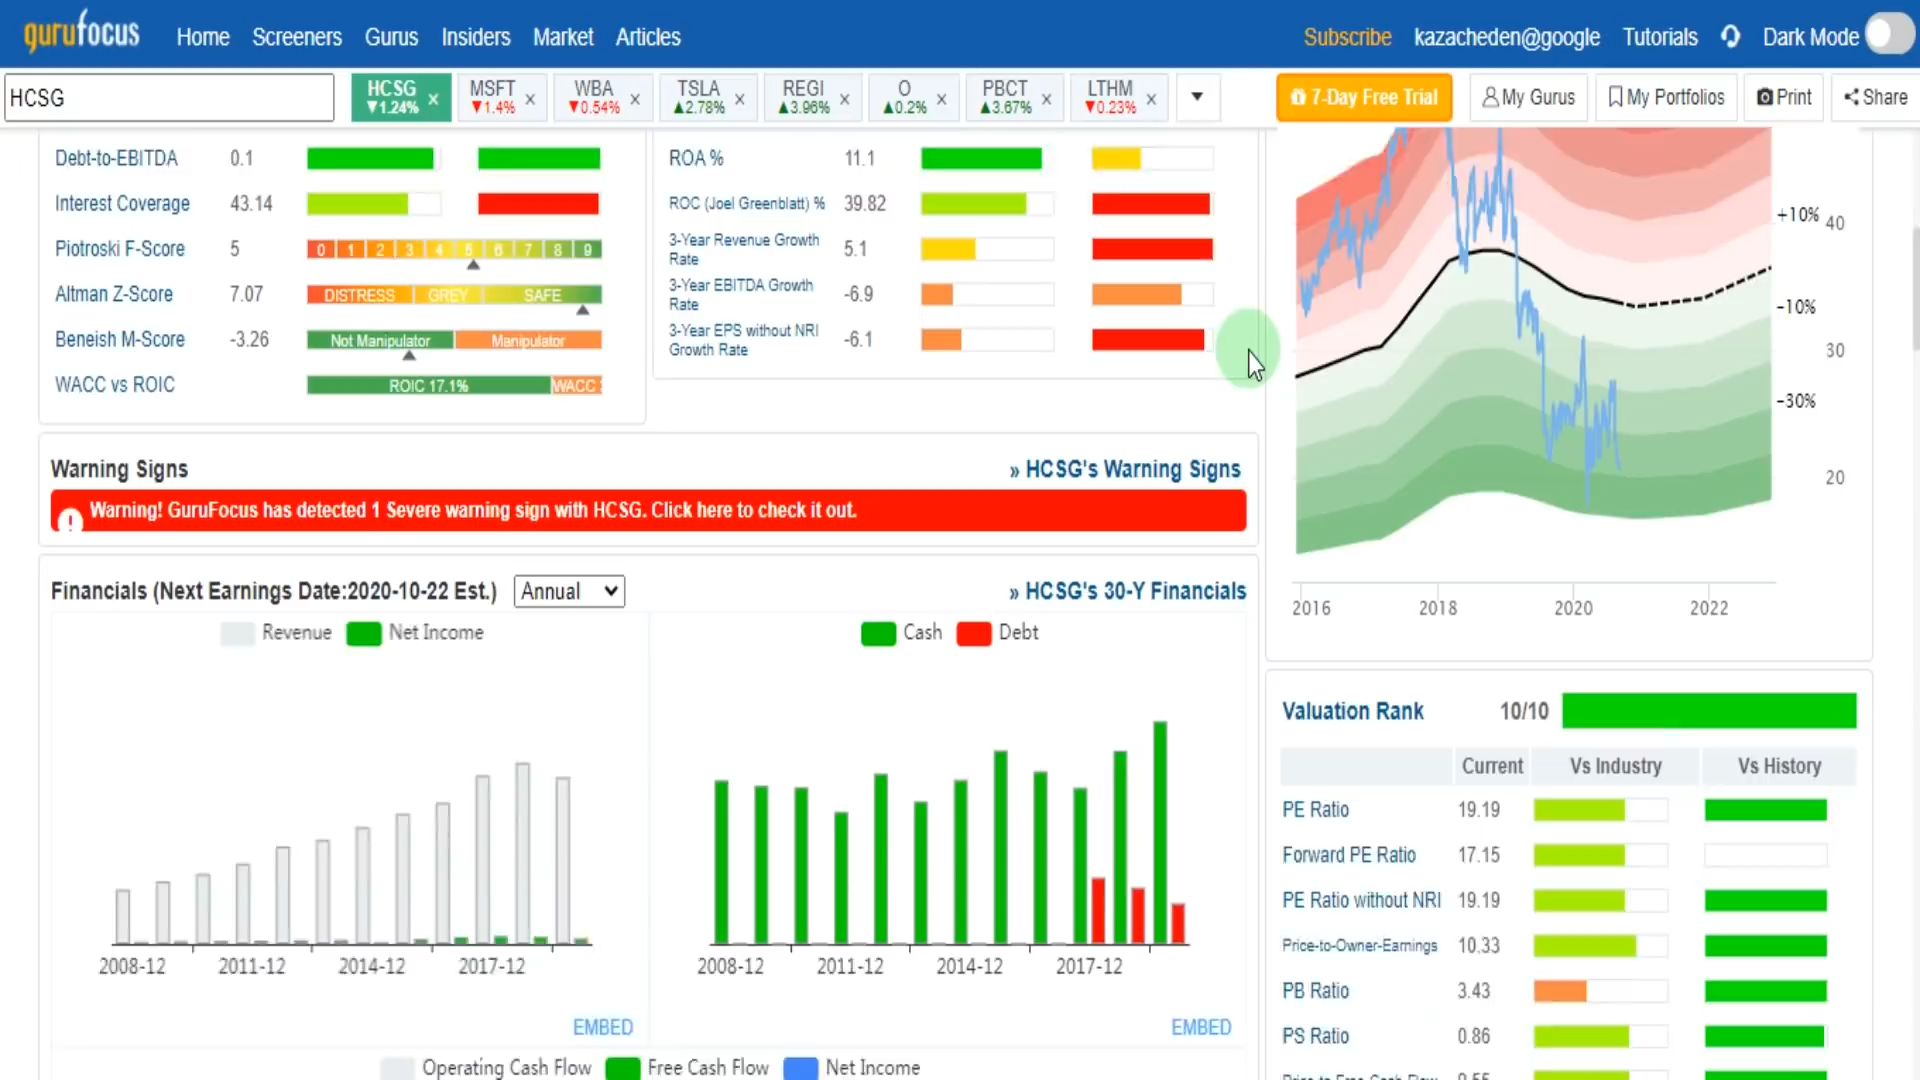 gurufocus Home Screeners Gurus Insiders Market Articles Subscribe kazacheden@google Tutorials Dark Mode
HCSG
HCSG ▼1.24% ×
MSFT ▼1.4% ×
WBA ▼0.54% ×
TSLA ▲2.78% ×
REGI ▲3.96% ×
O ▲0.2% ×
PBCT ▲3.67% ×
LTHM ▼0.23% ×
7-Day Free Trial My Gurus My Portfolios Print Share
Debt-to-EBITDA 0.1
Interest Coverage 43.14
Piotroski F-Score 5 0 1 2 3 4 5 6 7 8 9
Altman Z-Score 7.07 DISTRESS GREY SAFE
Beneish M-Score -3.26 Not Manipulator Manipulator
WACC vs ROIC ROIC 17.1% WACC
ROA % 11.1
ROC (Joel Greenblatt) % 39.82
3-Year Revenue Growth Rate 5.1
3-Year EBITDA Growth Rate -6.9
3-Year EPS without NRI Growth Rate -6.1
+10% 40
-10%
30
-30%
20
2016 2018 2020 2022
Warning Signs » HCSG's Warning Signs
! Warning! GuruFocus has detected 1 Severe warning sign with HCSG. Click here to check it out.
Financials (Next Earnings Date:2020-10-22 Est.) Annual » HCSG's 30-Y Financials
Revenue Net Income
2008-12 2011-12 2014-12 2017-12
EMBED
Cash Debt
2008-12 2011-12 2014-12 2017-12
EMBED
Operating Cash Flow Free Cash Flow Net Income
Valuation Rank 10/10
Current Vs Industry Vs History
PE Ratio 19.19
Forward PE Ratio 17.15
PE Ratio without NRI 19.19
Price-to-Owner-Earnings 10.33
PB Ratio 3.43
PS Ratio 0.86